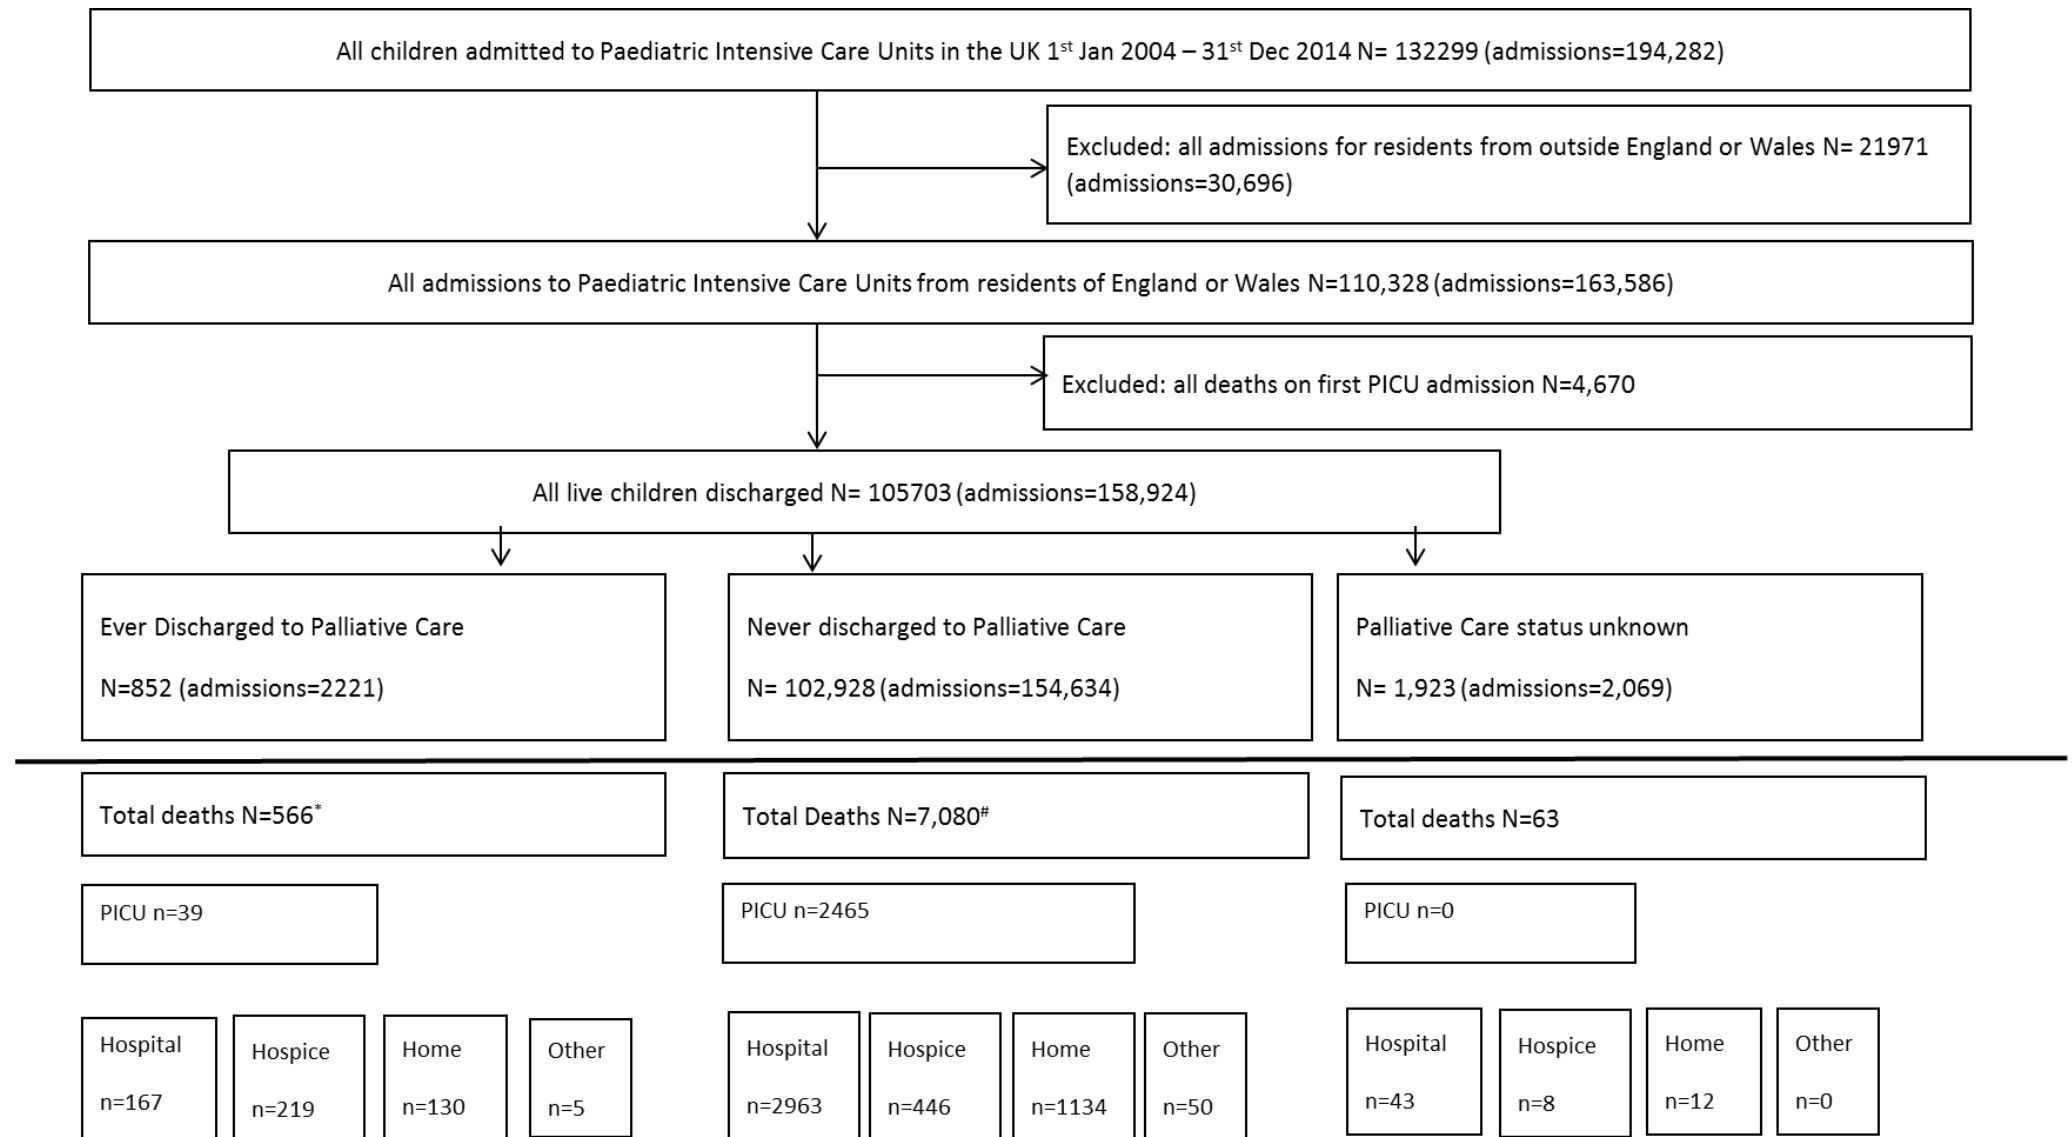 All children admitted to Paediatric Intensive Care Units in the UK 1st Jan 2004 – 31st Dec 2014 N= 132299 (admissions=194,282)
Excluded: all admissions for residents from outside England or Wales N= 21971
(admissions=30,696)
All admissions to Paediatric Intensive Care Units from residents of England or Wales N=110,328 (admissions=163,586)
Excluded: all deaths on first PICU admission N=4,670
All live children discharged N= 105703 (admissions=158,924)
Ever Discharged to Palliative Care
N=852 (admissions=2221)
Never discharged to Palliative Care
N= 102,928 (admissions=154,634)
Palliative Care status unknown
N= 1,923 (admissions=2,069)
Total deaths N=566*
Total Deaths N=7,080#
Total deaths N=63
PICU n=39
PICU n=2465
PICU n=0
Hospital
n=167
Hospice
n=219
Home
n=130
Other
n=5
Hospital
n=2963
Hospice
n=446
Home
n=1134
Other
n=50
Hospital
n=43
Hospice
n=8
Home
n=12
Other
n=0